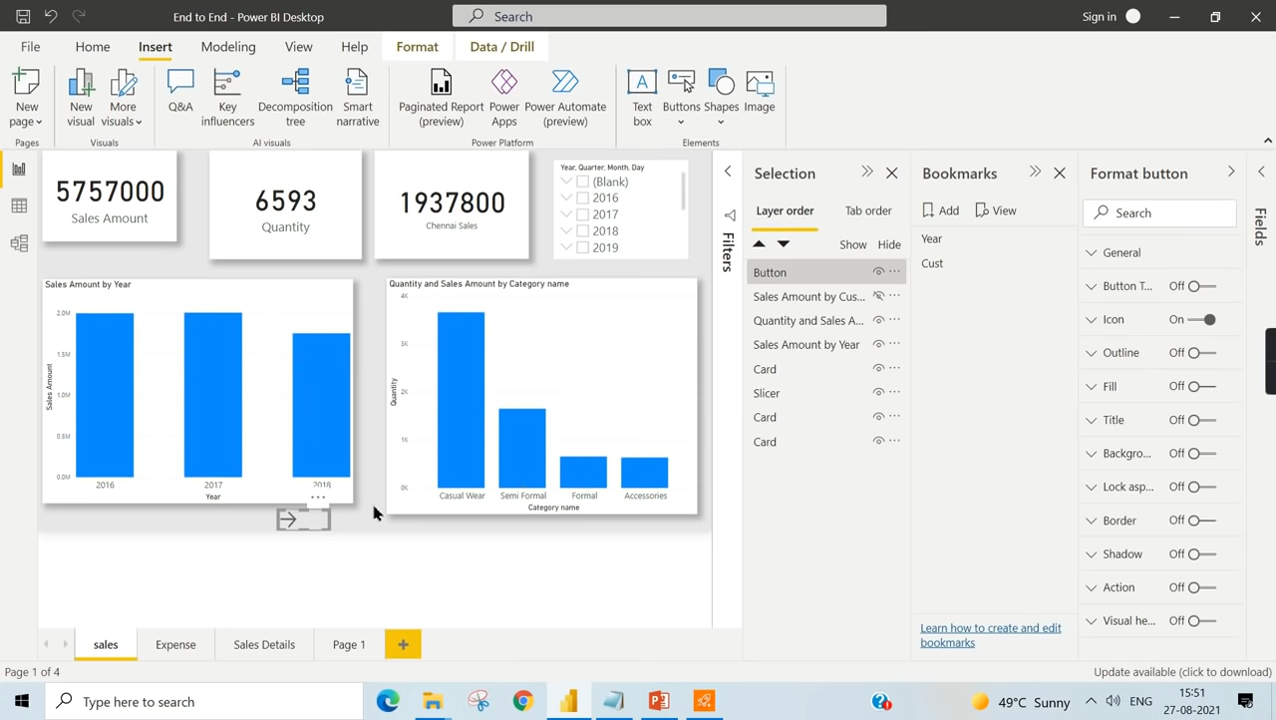 End to End - Power BI Desktop
Search
Sign in
File Home Insert Modeling View Help Format Data / Drill
New page
New visual
More visuals
Q&A
Key influencers
Decomposition tree
Smart narrative
Paginated Report (preview)
Power Apps
Power Automate (preview)
Text box
Buttons
Shapes
Image
Pages
Visuals
AI visuals
Power Platform
Elements
5757000
Sales Amount
6593
Quantity
1937800
Chennai Sales
Year, Quarter, Month, Day
(Blank)
2016
2017
2018
2019
Sales Amount by Year
2.0M
1.5M
1.0M
0.5M
0.0M
Sales Amount
2016 2017 2018
Year
Quantity and Sales Amount by Category name
4K
3K
2K
1K
0K
Quantity
Casual Wear Semi Formal Formal Accessories
Category name
Filters
Selection
Layer order Tab order
Show Hide
Button
Sales Amount by Cus...
Quantity and Sales A...
Sales Amount by Year
Card
Slicer
Card
Card
Bookmarks
Add View
Year
Cust
Learn how to create and edit
bookmarks
Format button
Search
General
Button T... Off
Icon On
Outline Off
Fill Off
Title Off
Backgro... Off
Lock asp... Off
Border Off
Shadow Off
Action Off
Visual he... Off
Fields
sales Expense Sales Details Page 1
Page 1 of 4
Update available (click to download)
Type here to search
49°C Sunny
ENG
15:51
27-08-2021